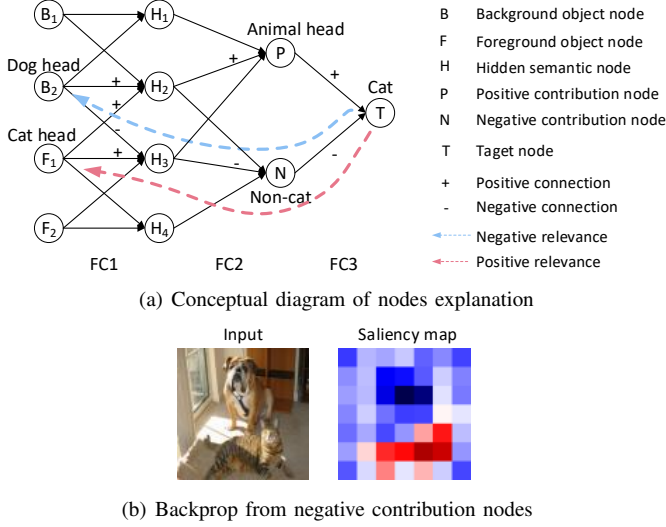 B1
H1
Animal head
P
Dog head
B2
H2
Cat
T
Cat head
F1
H3
N
Non-cat
F2
H4
+
+
-
+
+
-
+
-
FC1
FC2
FC3
B Background object node
F Foreground object node
H Hidden semantic node
P Positive contribution node
N Negative contribution node
T Taget node
+ Positive connection
- Negative connection
Negative relevance
Positive relevance
(a) Conceptual diagram of nodes explanation
Input
Saliency map
(b) Backprop from negative contribution nodes